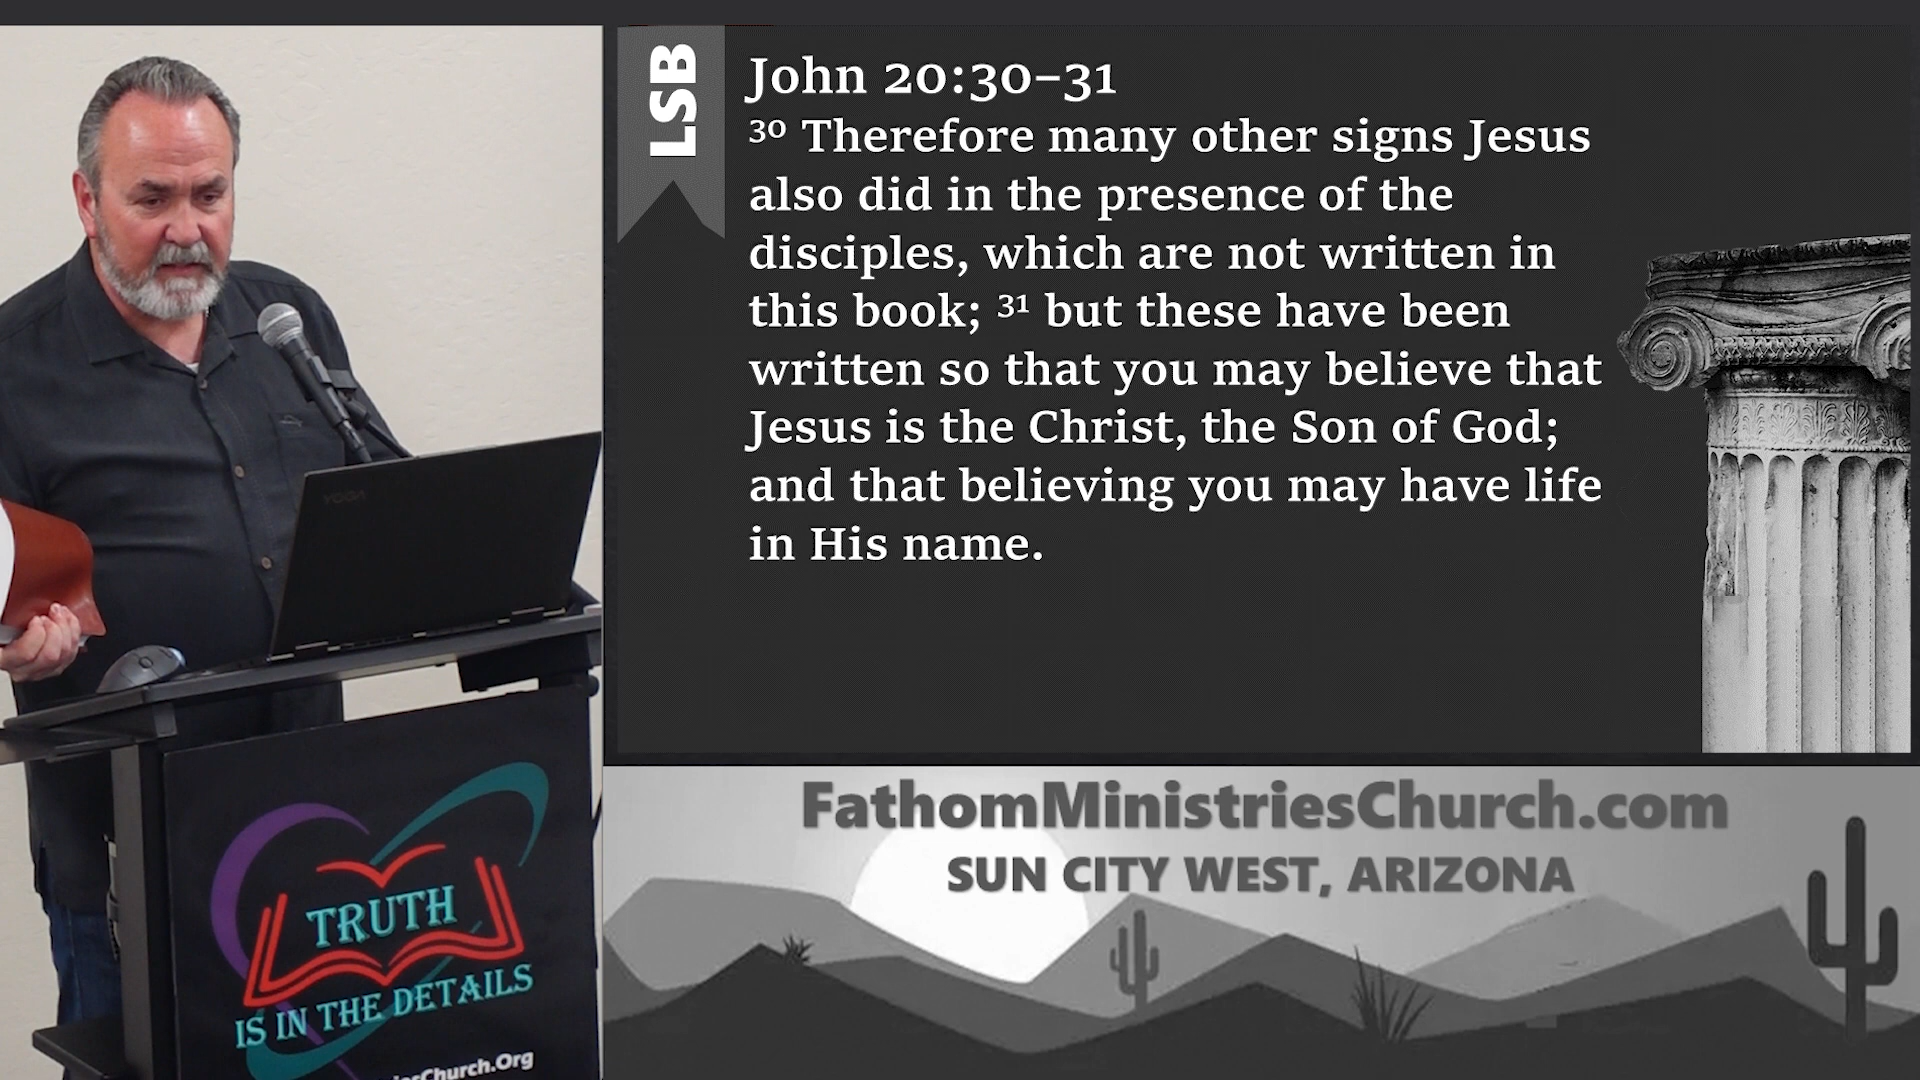 LSB
John 20:30–31
³⁰ Therefore many other signs Jesus
also did in the presence of the
disciples, which are not written in
this book; ³¹ but these have been
written so that you may believe that
Jesus is the Christ, the Son of God;
and that believing you may have life
in His name.
FathomMinistriesChurch.com
SUN CITY WEST, ARIZONA
YOGA
TRUTH
IS IN THE DETAILS
Church.Org